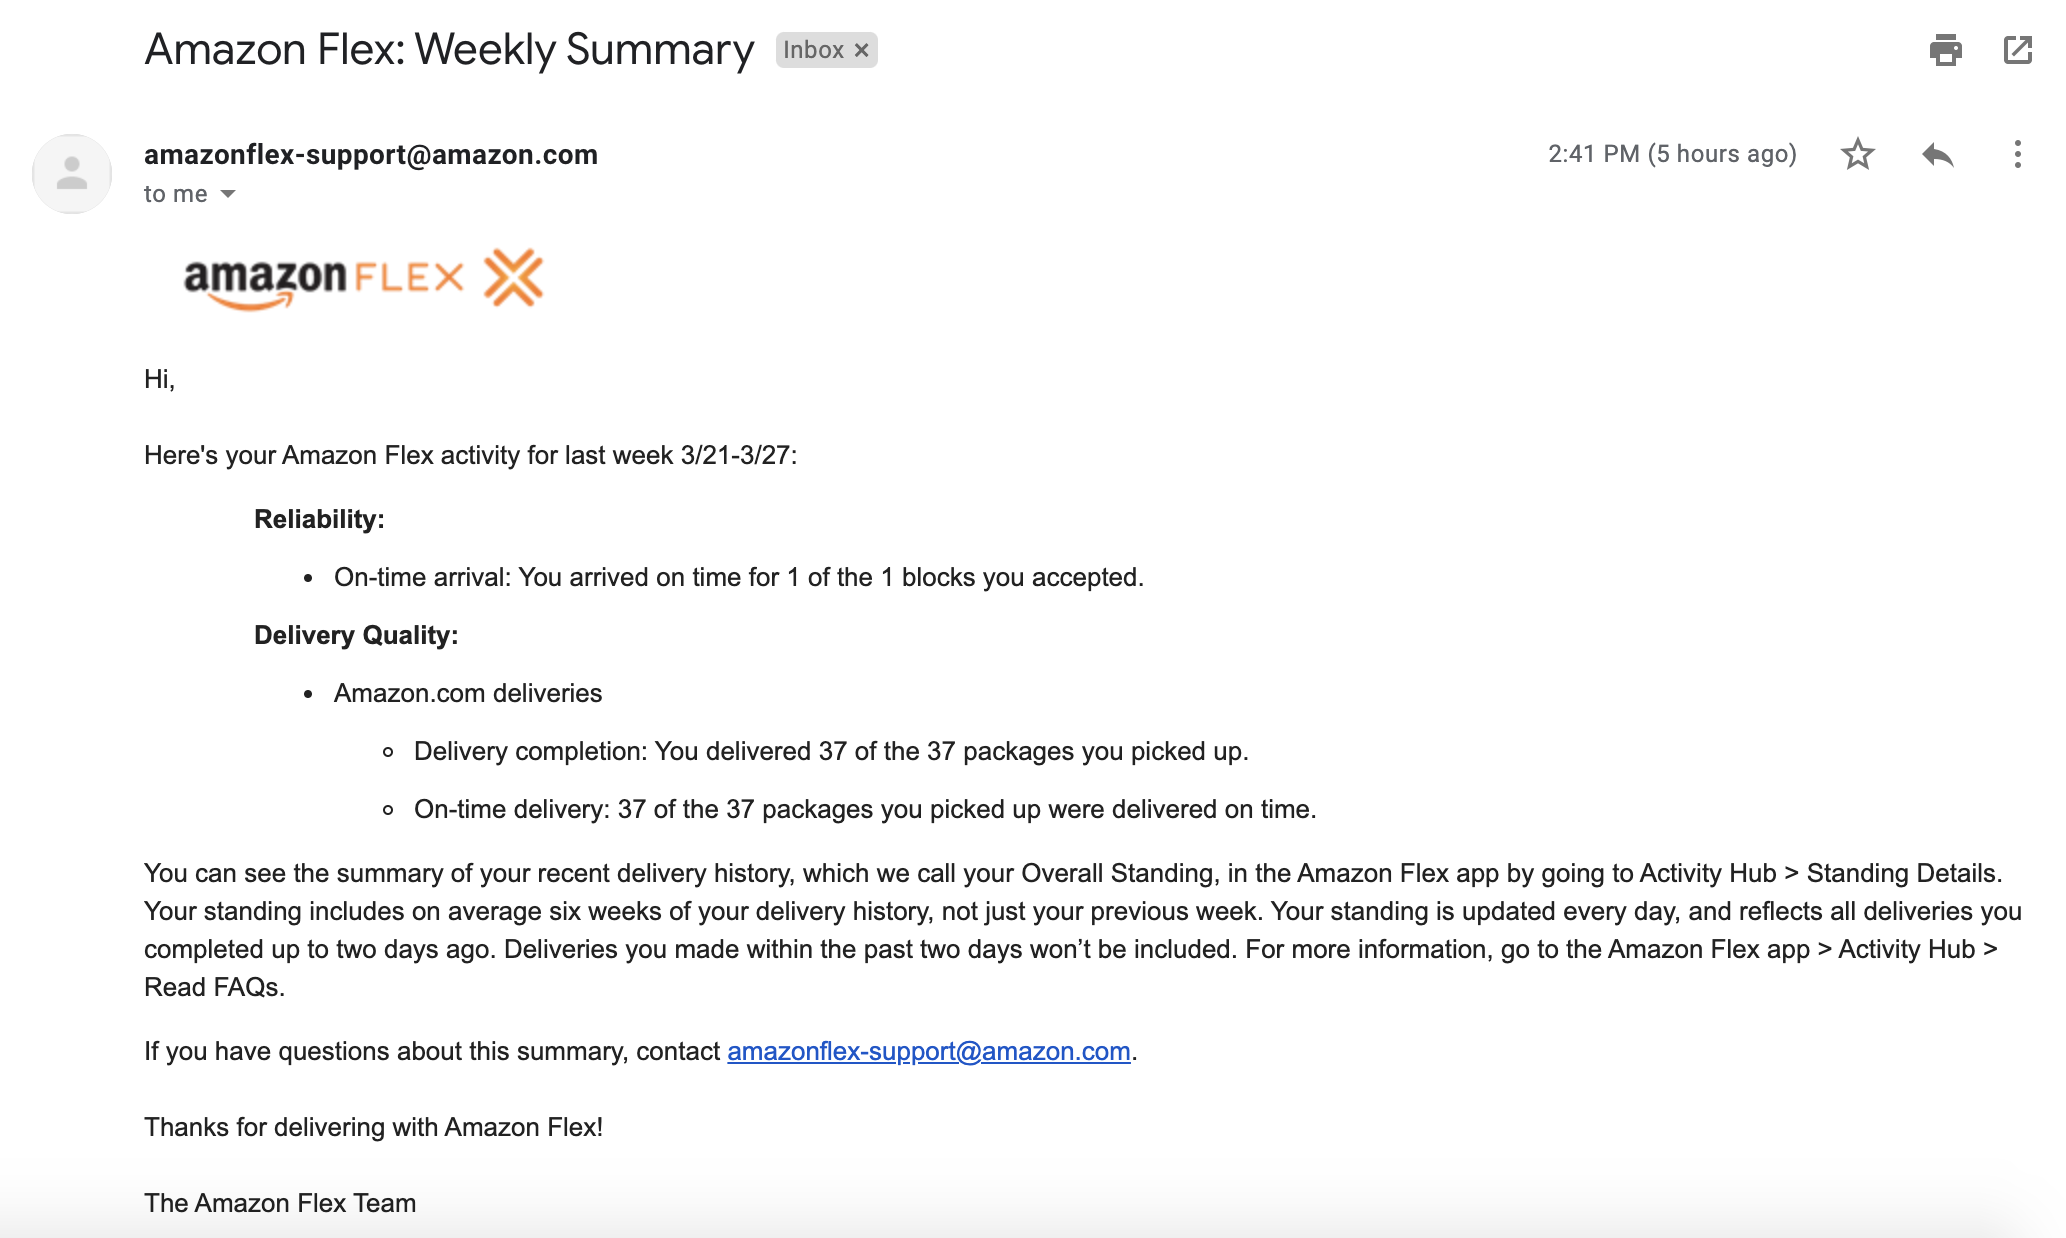 Amazon Flex: Weekly Summary Inbox ×
amazonflex-support@amazon.com 2:41 PM (5 hours ago)
to me
amazon FLEX
Hi,
Here's your Amazon Flex activity for last week 3/21-3/27:
Reliability:
• On-time arrival: You arrived on time for 1 of the 1 blocks you accepted.
Delivery Quality:
• Amazon.com deliveries
◦ Delivery completion: You delivered 37 of the 37 packages you picked up.
◦ On-time delivery: 37 of the 37 packages you picked up were delivered on time.
You can see the summary of your recent delivery history, which we call your Overall Standing, in the Amazon Flex app by going to Activity Hub > Standing Details.
Your standing includes on average six weeks of your delivery history, not just your previous week. Your standing is updated every day, and reflects all deliveries you
completed up to two days ago. Deliveries you made within the past two days won’t be included. For more information, go to the Amazon Flex app > Activity Hub >
Read FAQs.
If you have questions about this summary, contact amazonflex-support@amazon.com.
Thanks for delivering with Amazon Flex!
The Amazon Flex Team